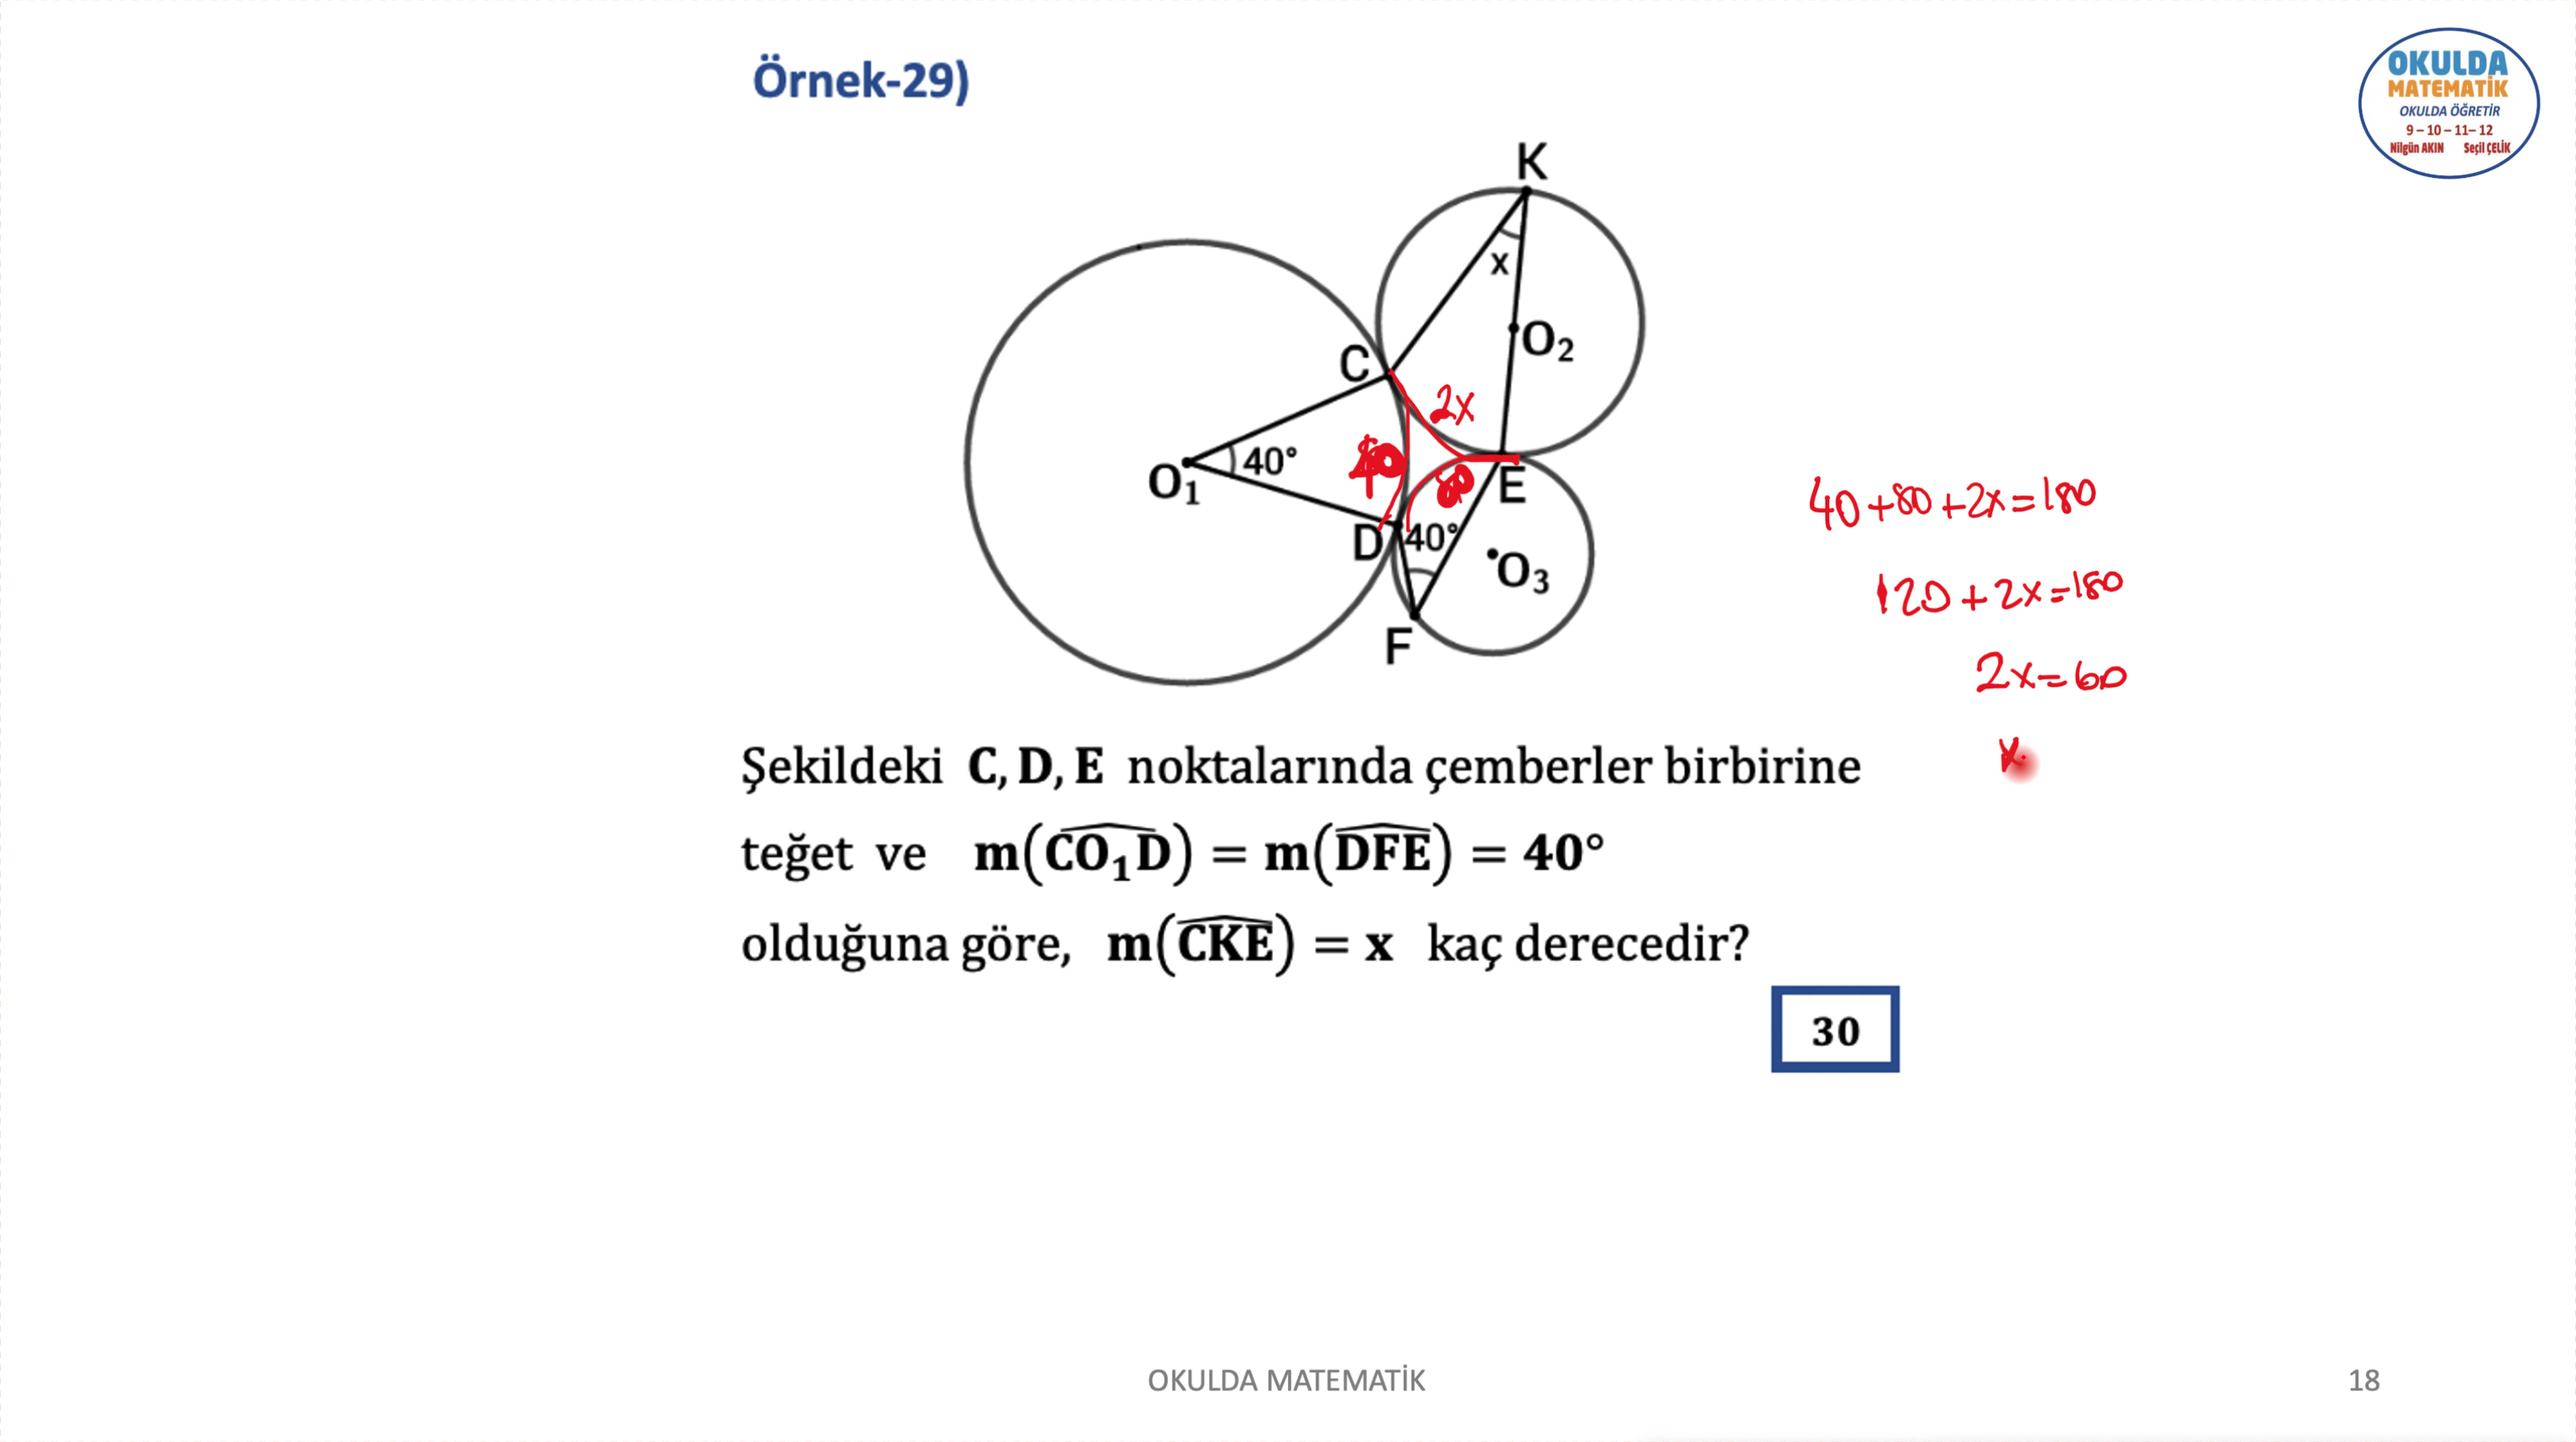 Örnek-29)
OKULDA
MATEMATİK
OKULDA ÖĞRETİR
9 – 10 – 11– 12
Nilgün AKIN Seçil ÇELİK
K
x
O₂
C
2x
40°
O₁
40
80
E
D
40°
O₃
F
40+80+2x=180
120+2x=180
2x=60
x
Şekildeki C, D, E noktalarında çemberler birbirine
teğet ve m(CO₁D) = m(DFE) = 40°
olduğuna göre, m(CKE) = x kaç derecedir?
30
OKULDA MATEMATİK
18